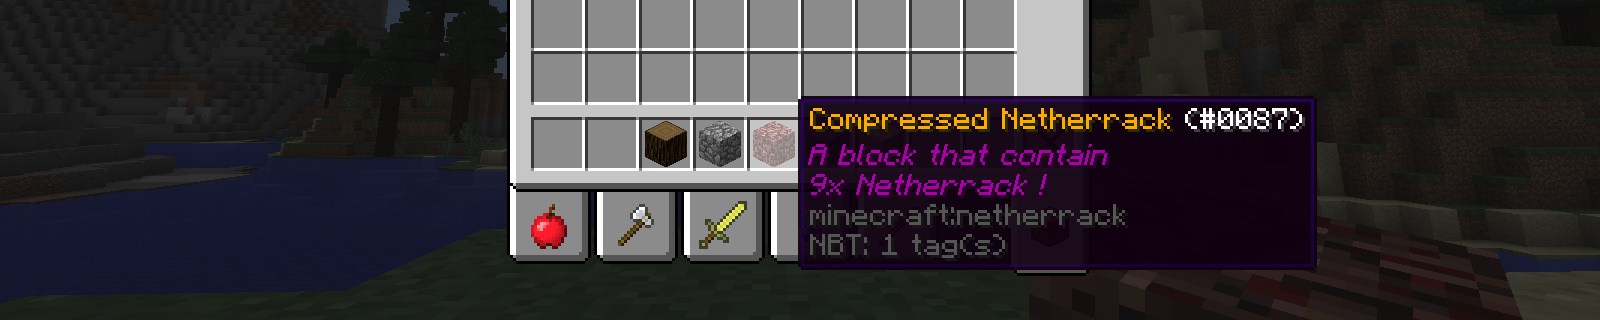 Compressed Netherrack (#0087)
A block that contain
9x Netherrack !
minecraft:netherrack
NBT: 1 tag(s)